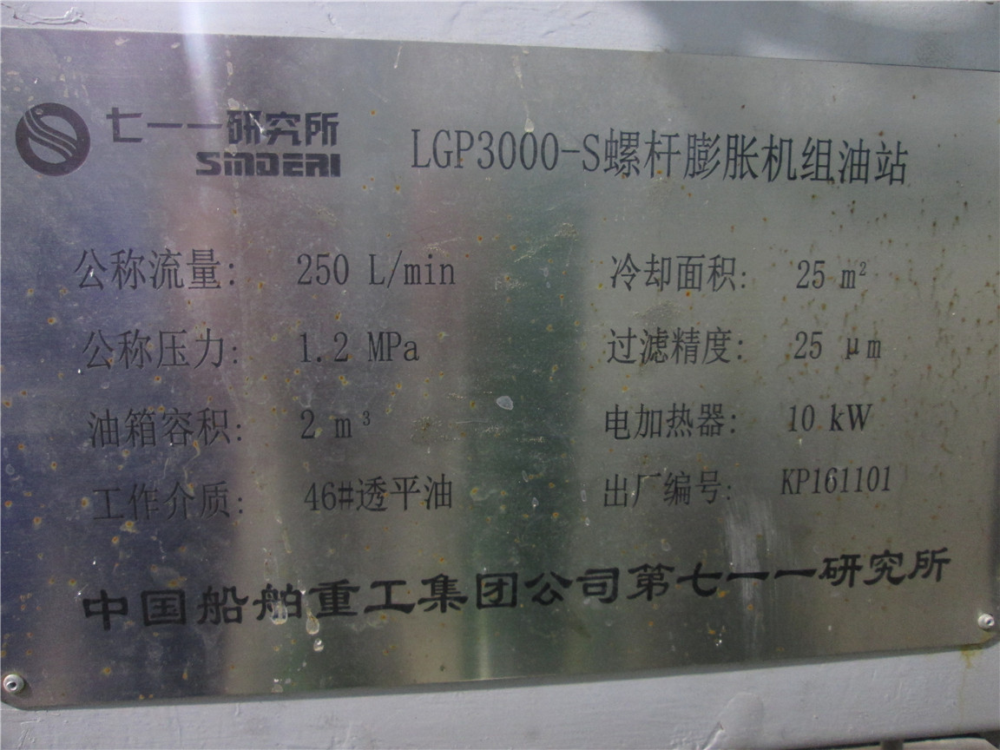 七一一研究所
SMDERI
LGP3000-S螺杆膨胀机组油站
公称流量: 250 L/min
冷却面积: 25 m²
公称压力: 1.2 MPa
过滤精度: 25 μm
油箱容积: 2 m³
电加热器: 10 kW
工作介质: 46#透平油
出厂编号: KP161101
中国船舶重工集团公司第七一一研究所